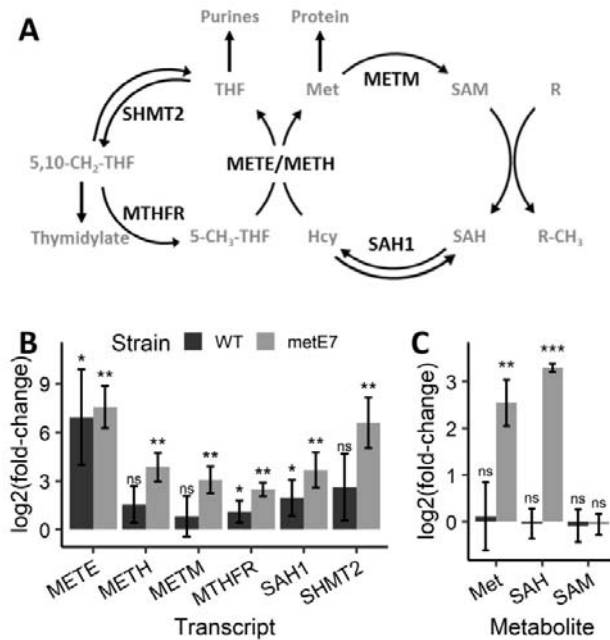 A
Purines Protein
THF Met METM SAM R
SHMT2
5,10-CH₂-THF METE/METH
MTHFR
Thymidylate 5-CH₃-THF Hcy SAH1 SAH R-CH₃
B Strain WT metE7
log2(fold-change)
9
6
3
0
* ** ns ** ns ** * ** * ** ns **
METE METH METM MTHFR SAH1 SHMT2
Transcript
C
log2(fold-change)
3
2
1
0
ns ** ns *** ns ns
Met SAH SAM
Metabolite